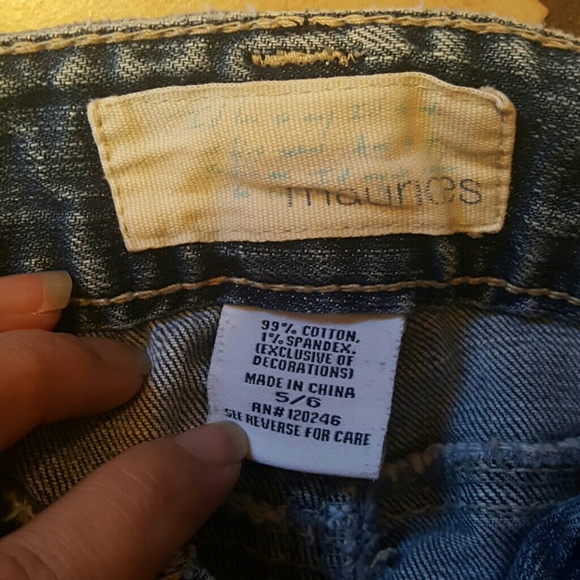 maurices
99% COTTON,
1% SPANDEX.
(EXCLUSIVE OF
DECORATIONS)
MADE IN CHINA
5/6
RN# 120246
SEE REVERSE FOR CARE